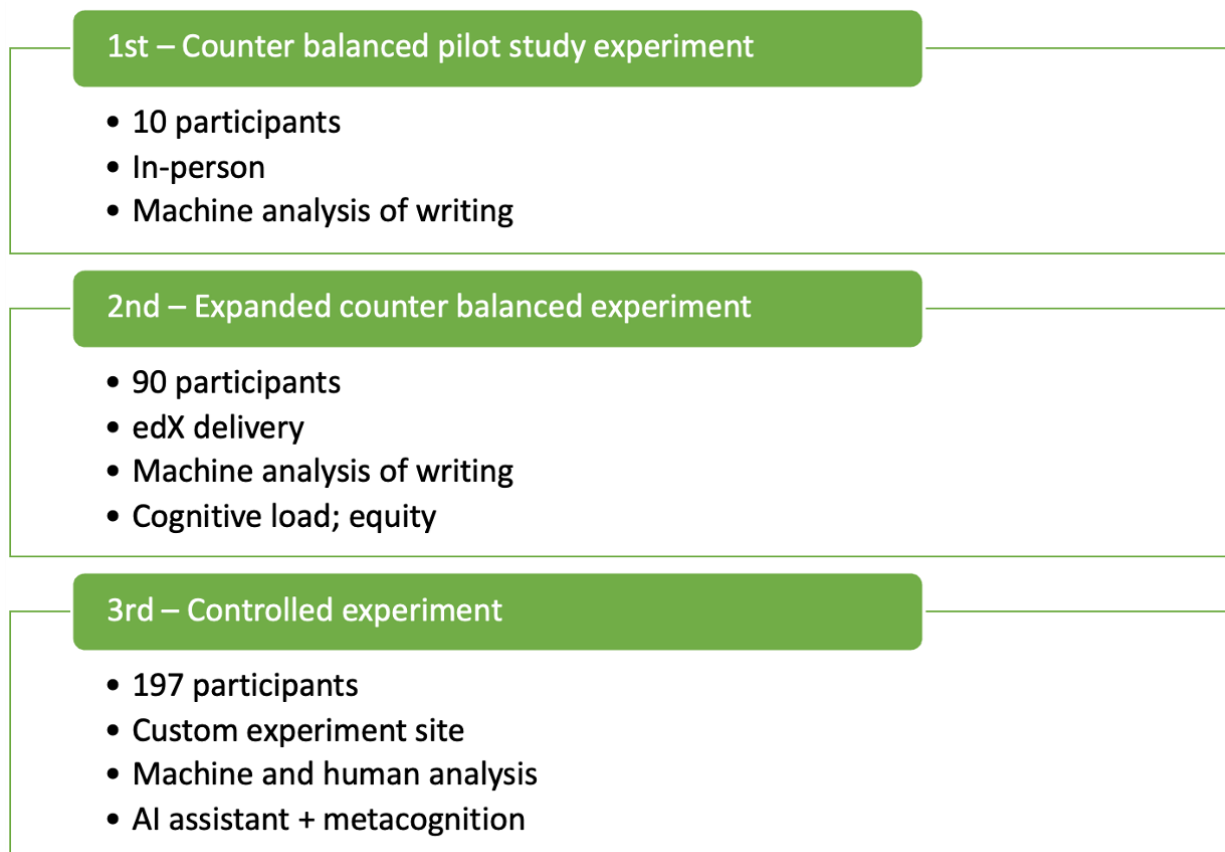 1st – Counter balanced pilot study experiment
• 10 participants
• In-person
• Machine analysis of writing
2nd – Expanded counter balanced experiment
• 90 participants
• edX delivery
• Machine analysis of writing
• Cognitive load; equity
3rd – Controlled experiment
• 197 participants
• Custom experiment site
• Machine and human analysis
• AI assistant + metacognition